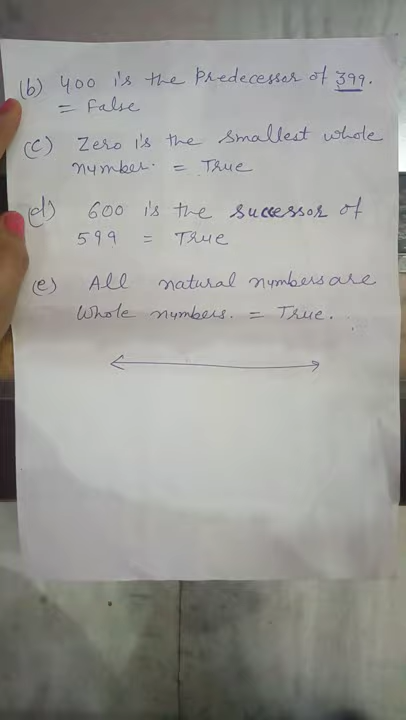 (b) 400 is the Predecessor of 399.
= False
(c) Zero is the smallest whole
number. = True
(d) 600 is the successor of
599 = True
(e) All natural numbers are
Whole numbers. = True.